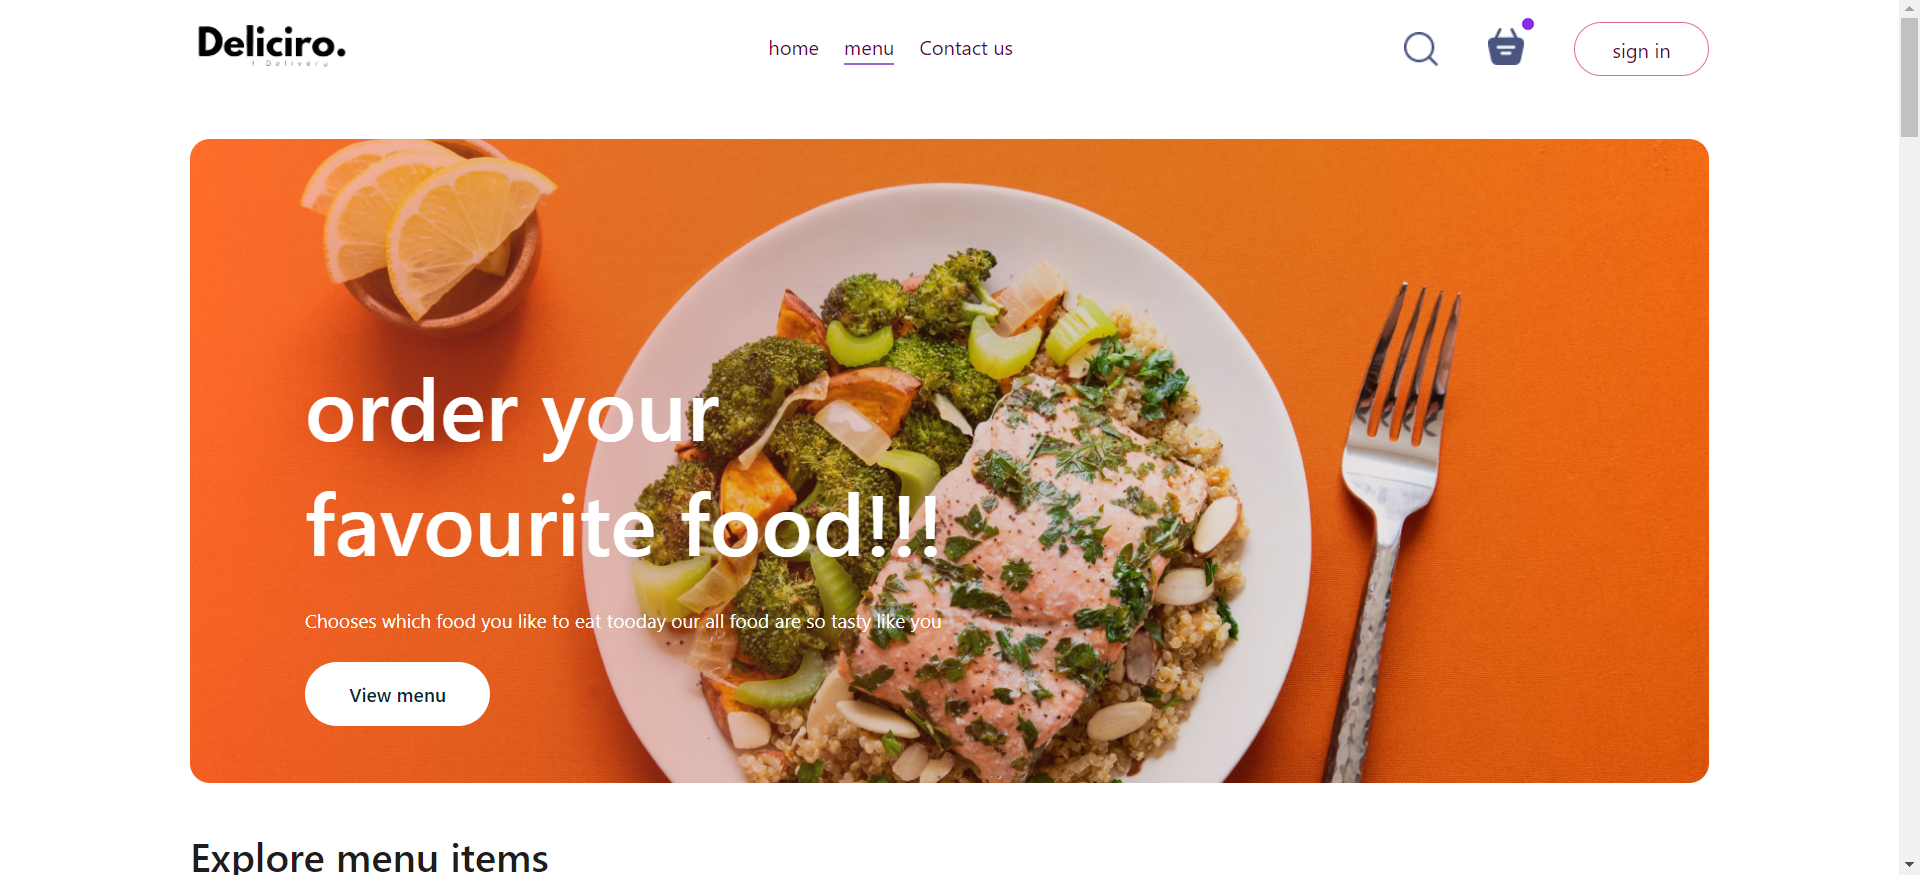 Deliciro.
Delivery
home menu Contact us
sign in
order your
favourite food!!!
Chooses which food you like to eat tooday our all food are so tasty like you
View menu
Explore menu items